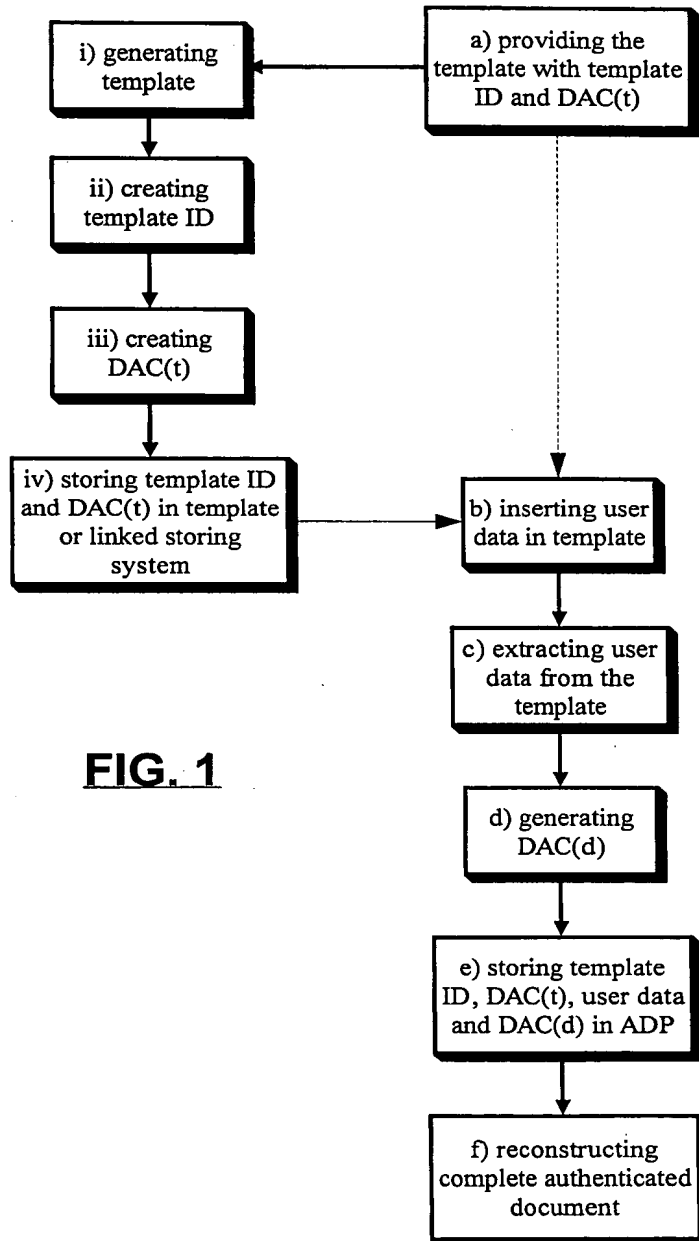 i) generating
template
a) providing the
template with template
ID and DAC(t)
ii) creating
template ID
iii) creating
DAC(t)
iv) storing template ID
and DAC(t) in template
or linked storing
system
b) inserting user
data in template
c) extracting user
data from the
template
FIG. 1
d) generating
DAC(d)
e) storing template
ID, DAC(t), user data
and DAC(d) in ADP
f) reconstructing
complete authenticated
document